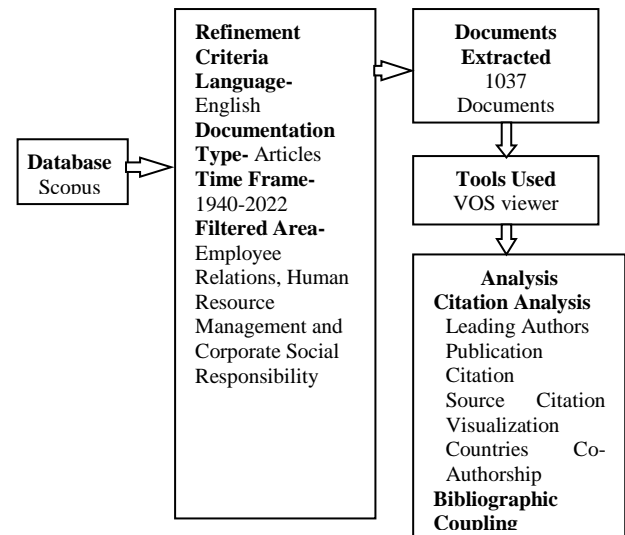 Database
Scopus
Refinement
Criteria
Language-
English
Documentation
Type- Articles
Time Frame-
1940-2022
Filtered Area-
Employee
Relations, Human
Resource
Management and
Corporate Social
Responsibility
Documents
Extracted
1037
Documents
Tools Used
VOS viewer
Analysis
Citation Analysis
Leading Authors
Publication
Citation
Source Citation
Visualization
Countries Co-
Authorship
Bibliographic
Coupling